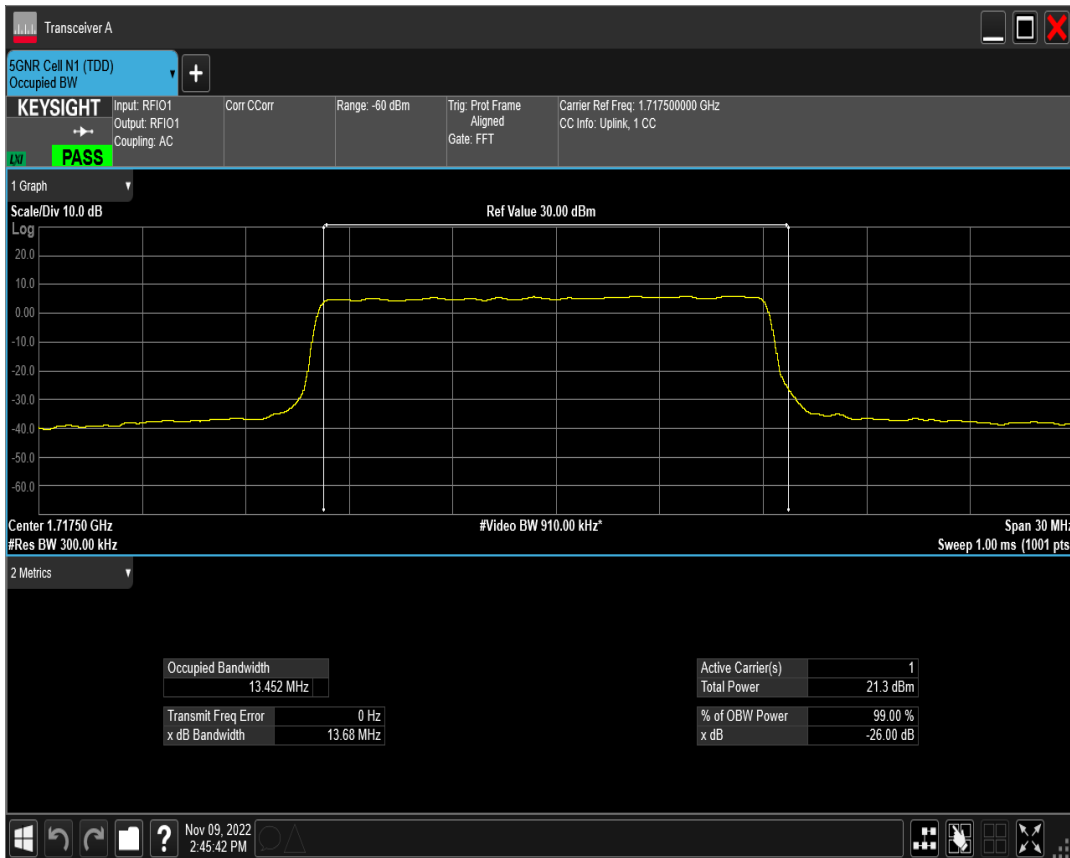 Transceiver A
5GNR Cell N1 (TDD)
Occupied BW
+
KEYSIGHT
LXI
PASS
Input: RFIO1
Output: RFIO1
Coupling: AC
Corr CCorr
Range: -60 dBm
Trig: Prot Frame
Aligned
Gate: FFT
Carrier Ref Freq: 1.717500000 GHz
CC Info: Uplink, 1 CC
1 Graph
Scale/Div 10.0 dB
Ref Value 30.00 dBm
Log
20.0
10.0
0.00
-10.0
-20.0
-30.0
-40.0
-50.0
-60.0
Center 1.71750 GHz
#Video BW 910.00 kHz*
Span 30 MHz
#Res BW 300.00 kHz
Sweep 1.00 ms (1001 pts
2 Metrics
Occupied Bandwidth
13.452 MHz
Transmit Freq Error 0 Hz
x dB Bandwidth 13.68 MHz
Active Carrier(s) 1
Total Power 21.3 dBm
% of OBW Power 99.00 %
x dB -26.00 dB
?
Nov 09, 2022
2:45:42 PM